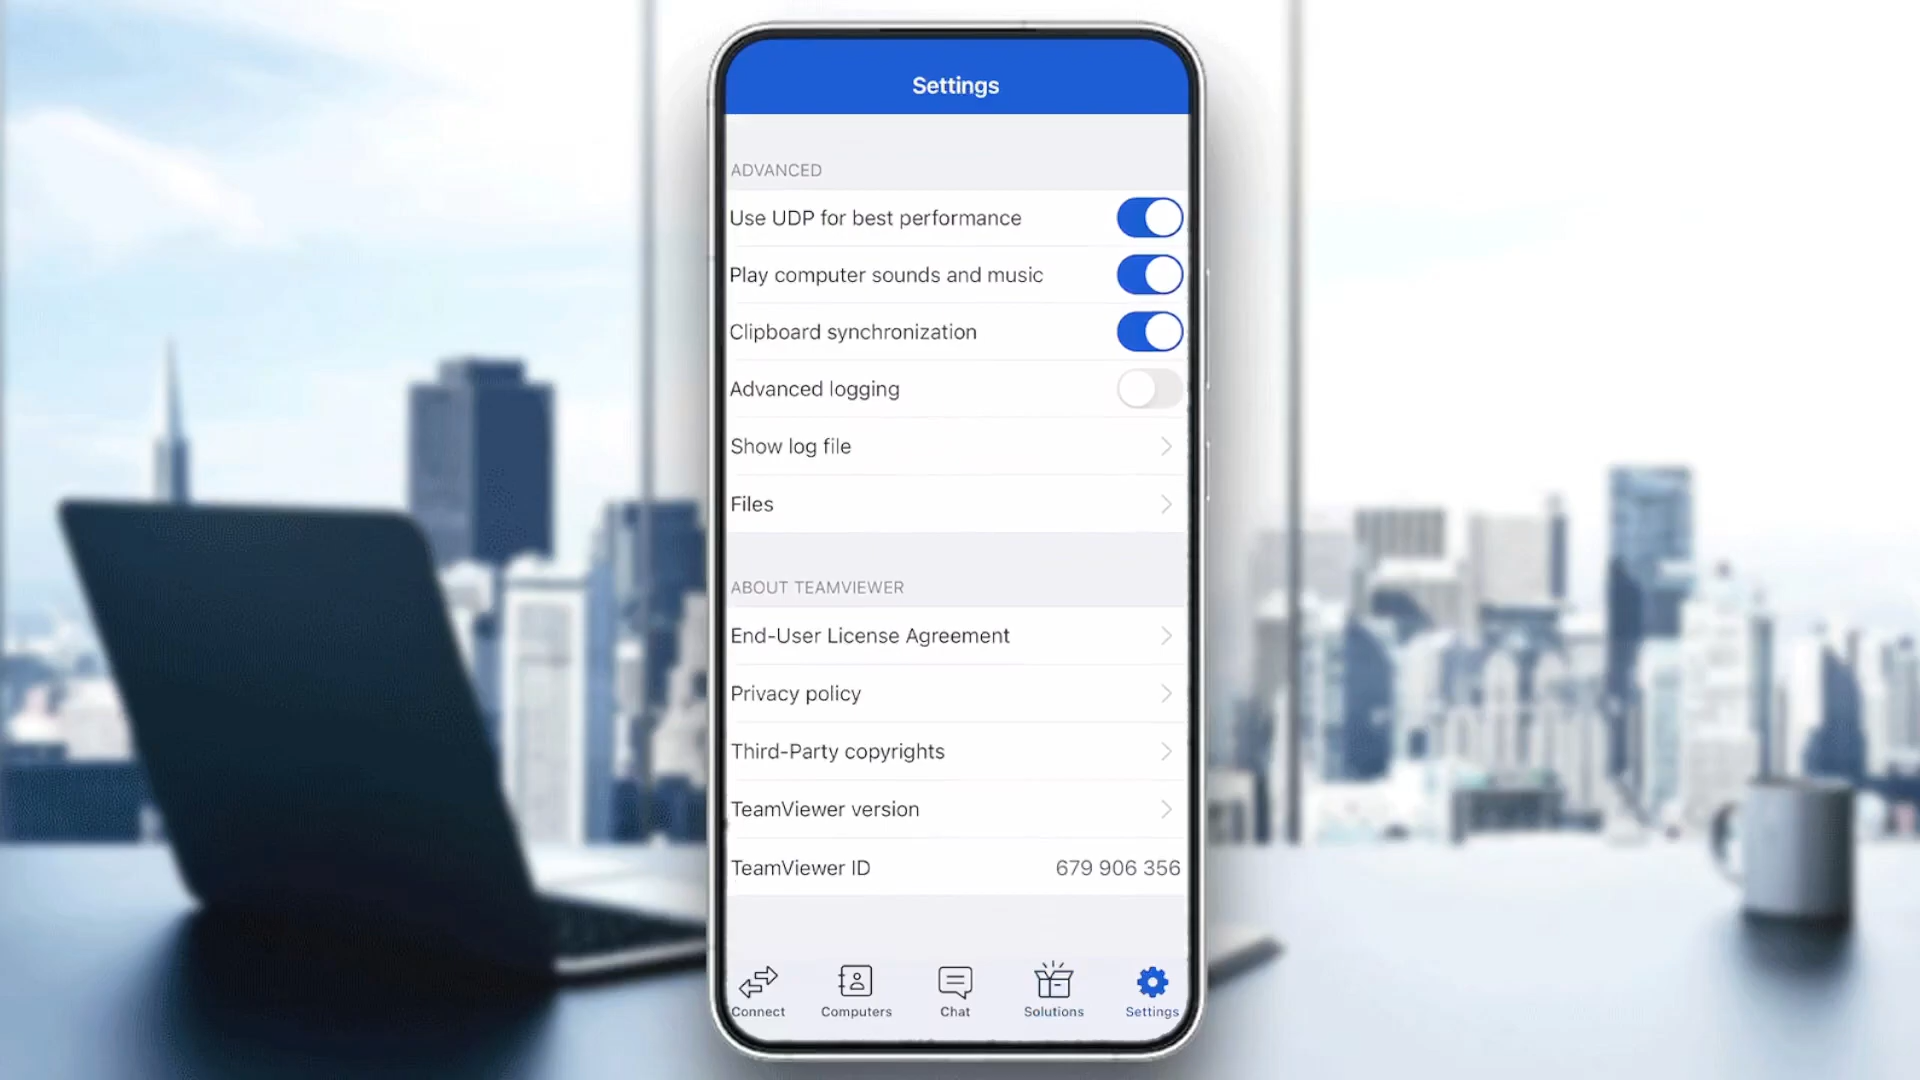 Settings
ADVANCED
Use UDP for best performance
Play computer sounds and music
Clipboard synchronization
Advanced logging
Show log file
Files
ABOUT TEAMVIEWER
End-User License Agreement
Privacy policy
Third-Party copyrights
TeamViewer version
TeamViewer ID 679 906 356
Connect Computers Chat Solutions Settings